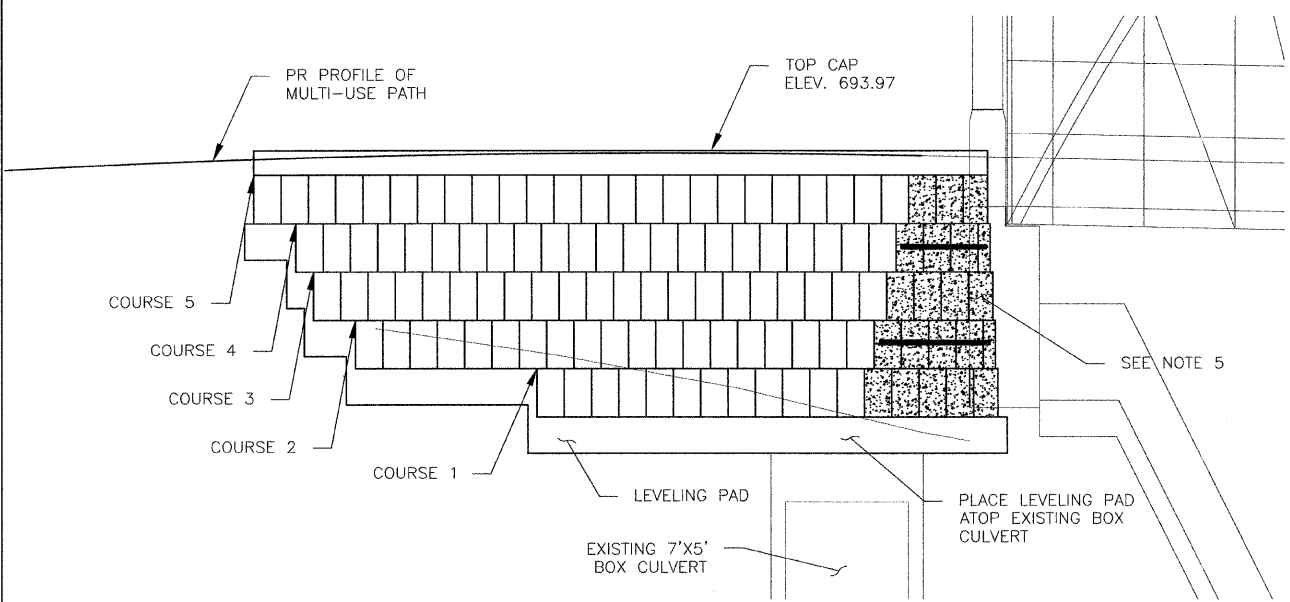 PR PROFILE OF
MULTI-USE PATH
TOP CAP
ELEV. 693.97
COURSE 5
COURSE 4
COURSE 3
COURSE 2
COURSE 1
SEE NOTE 5
LEVELING PAD
PLACE LEVELING PAD
ATOP EXISTING BOX
CULVERT
EXISTING 7'X5'
BOX CULVERT